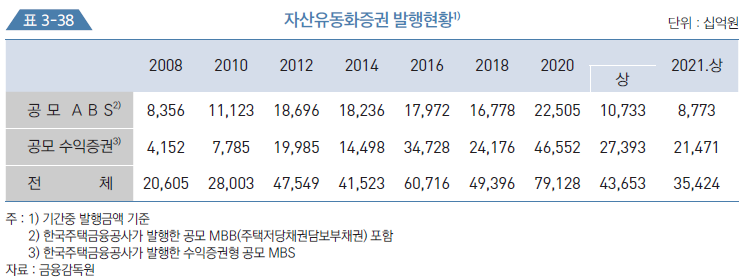 표 3-38 자산유동화증권 발행현황1) 단위 : 십억원
2008 2010 2012 2014 2016 2018 2020 상 2021.상
공 모 A B S2) 8,356 11,123 18,696 18,236 17,972 16,778 22,505 10,733 8,773
공모 수익증권3) 4,152 7,785 19,985 14,498 34,728 24,176 46,552 27,393 21,471
전 체 20,605 28,003 47,549 41,523 60,716 49,396 79,128 43,653 35,424
주 : 1) 기간중 발행금액 기준
2) 한국주택금융공사가 발행한 공모 MBB(주택저당채권담보부채권) 포함
3) 한국주택금융공사가 발행한 수익증권형 공모 MBS
자료 : 금융감독원